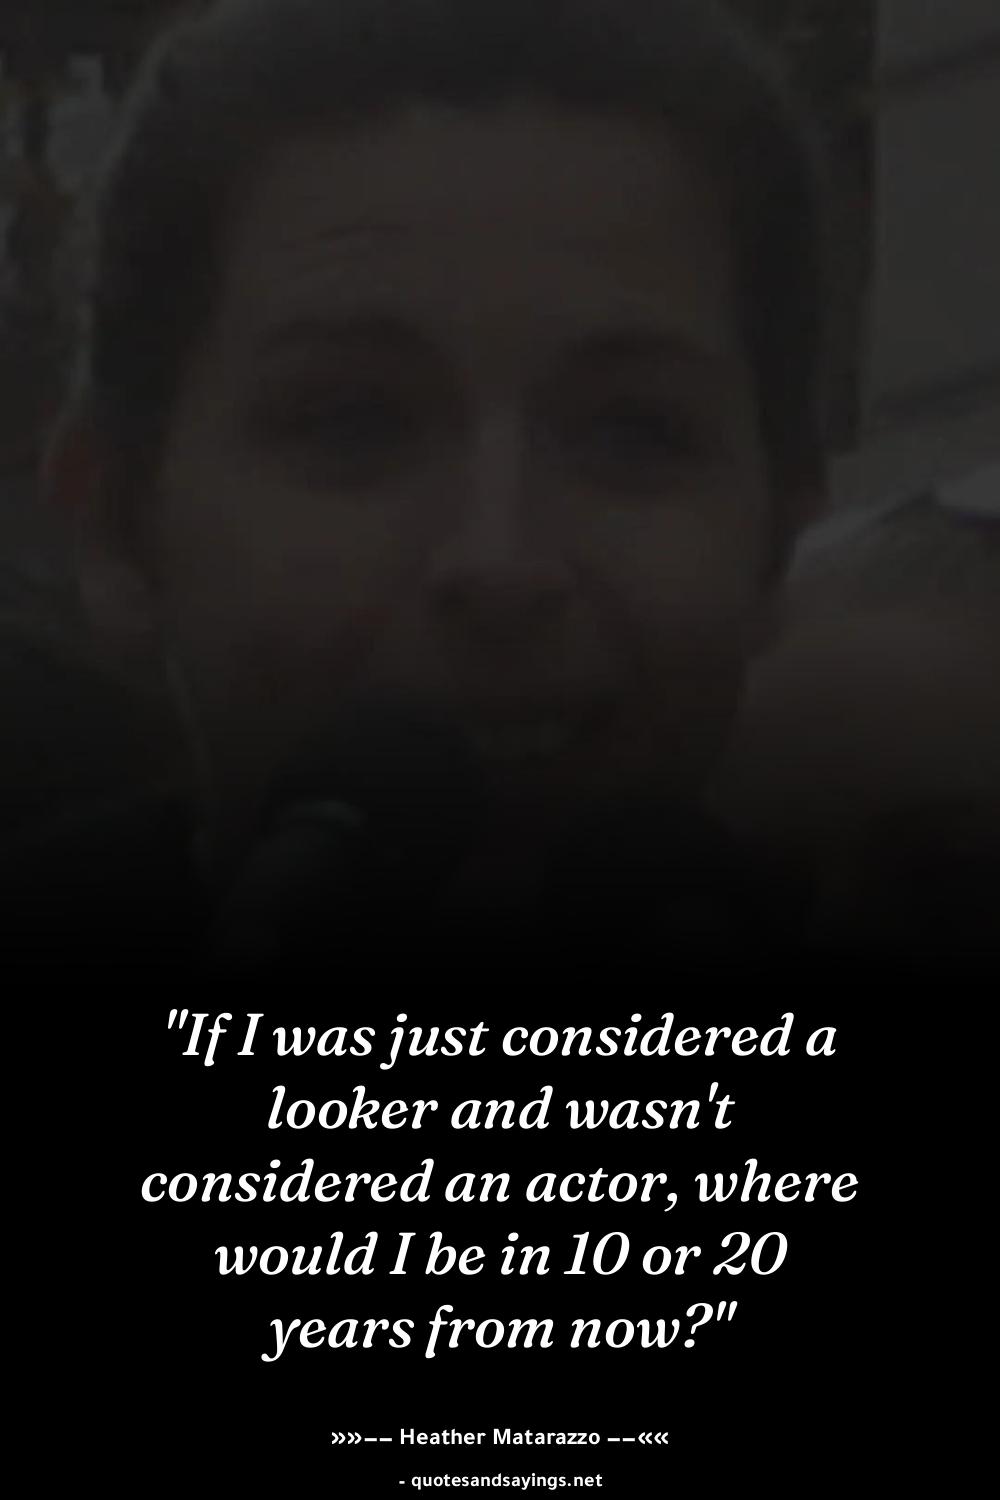 "If I was just considered a
looker and wasn't
considered an actor, where
would I be in 10 or 20
years from now?"
»»–– Heather Matarazzo ––««
- quotesandsayings.net